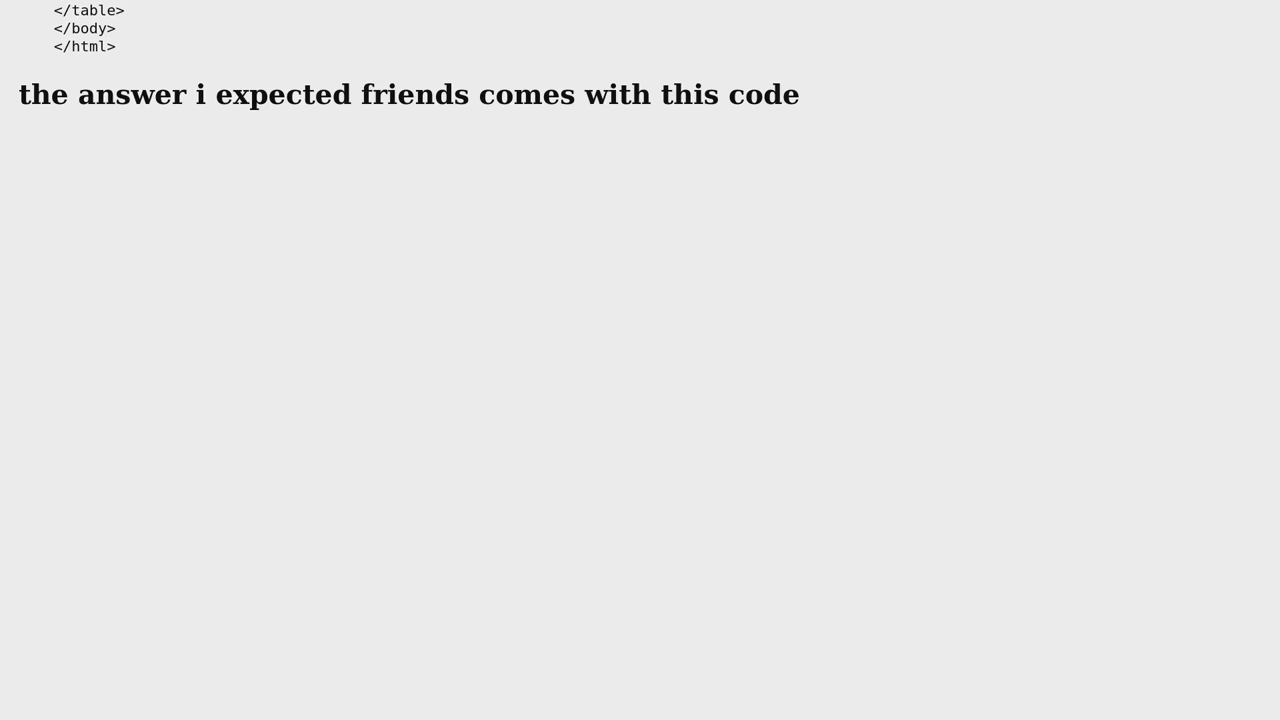 </table>
</body>
</html>
the answer i expected friends comes with this code